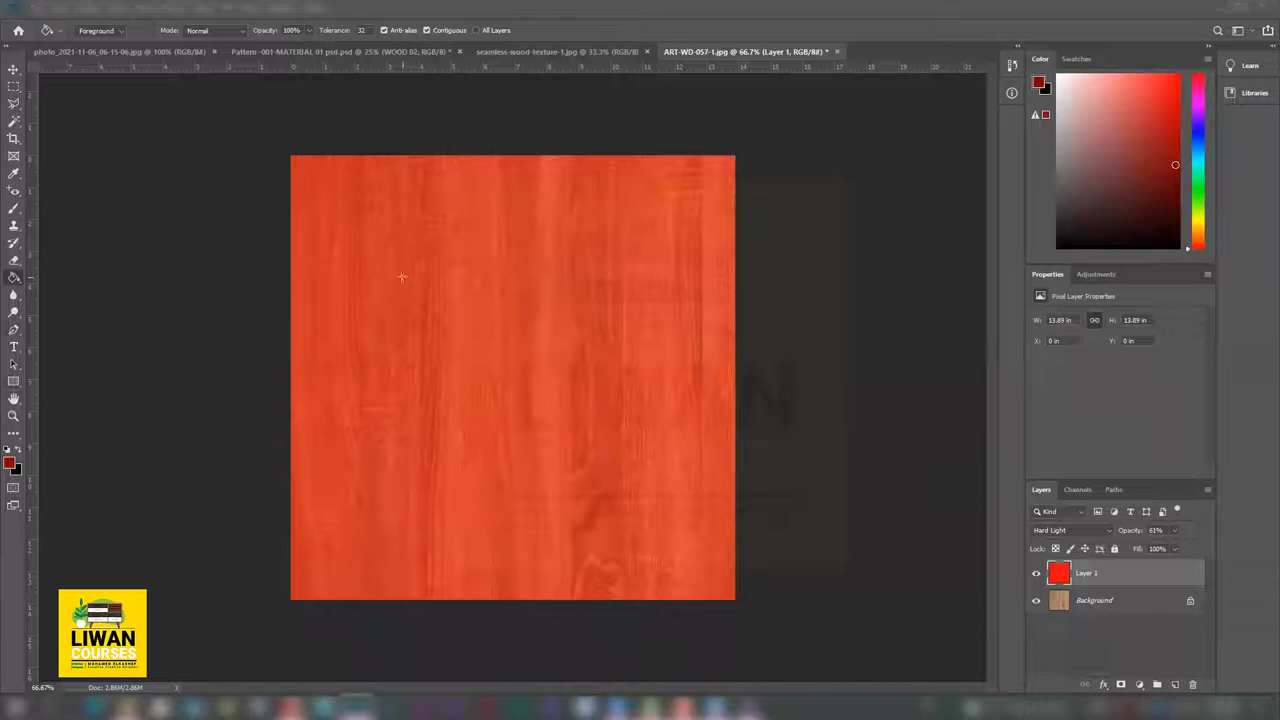 Foreground Mode: Normal Opacity: 100% Tolerance: 32 Anti-alias Contiguous All Layers
photo_2021-11-06_06-15-06.jpg @ 100% (RGB/8#) Pattern -001-MATERIAL 01 psd.psd @ 25% (WOOD 02, RGB/8) * seamless-wood-texture-1.jpg @ 33.3% (RGB/8) ART-WD-057-1.jpg @ 66.7% (Layer 1, RGB/8#) *
Color Swatches
Learn
Libraries
Properties Adjustments
Pixel Layer Properties
W: 13.89 in H: 13.89 in
X: 0 in Y: 0 in
Layers Channels Paths
Kind
Hard Light Opacity: 61%
Lock: Fill: 100%
Layer 1
Background
LIWAN
COURSES
MOHAMED ELKASHEF
66.67% Doc: 2.86M/2.86M